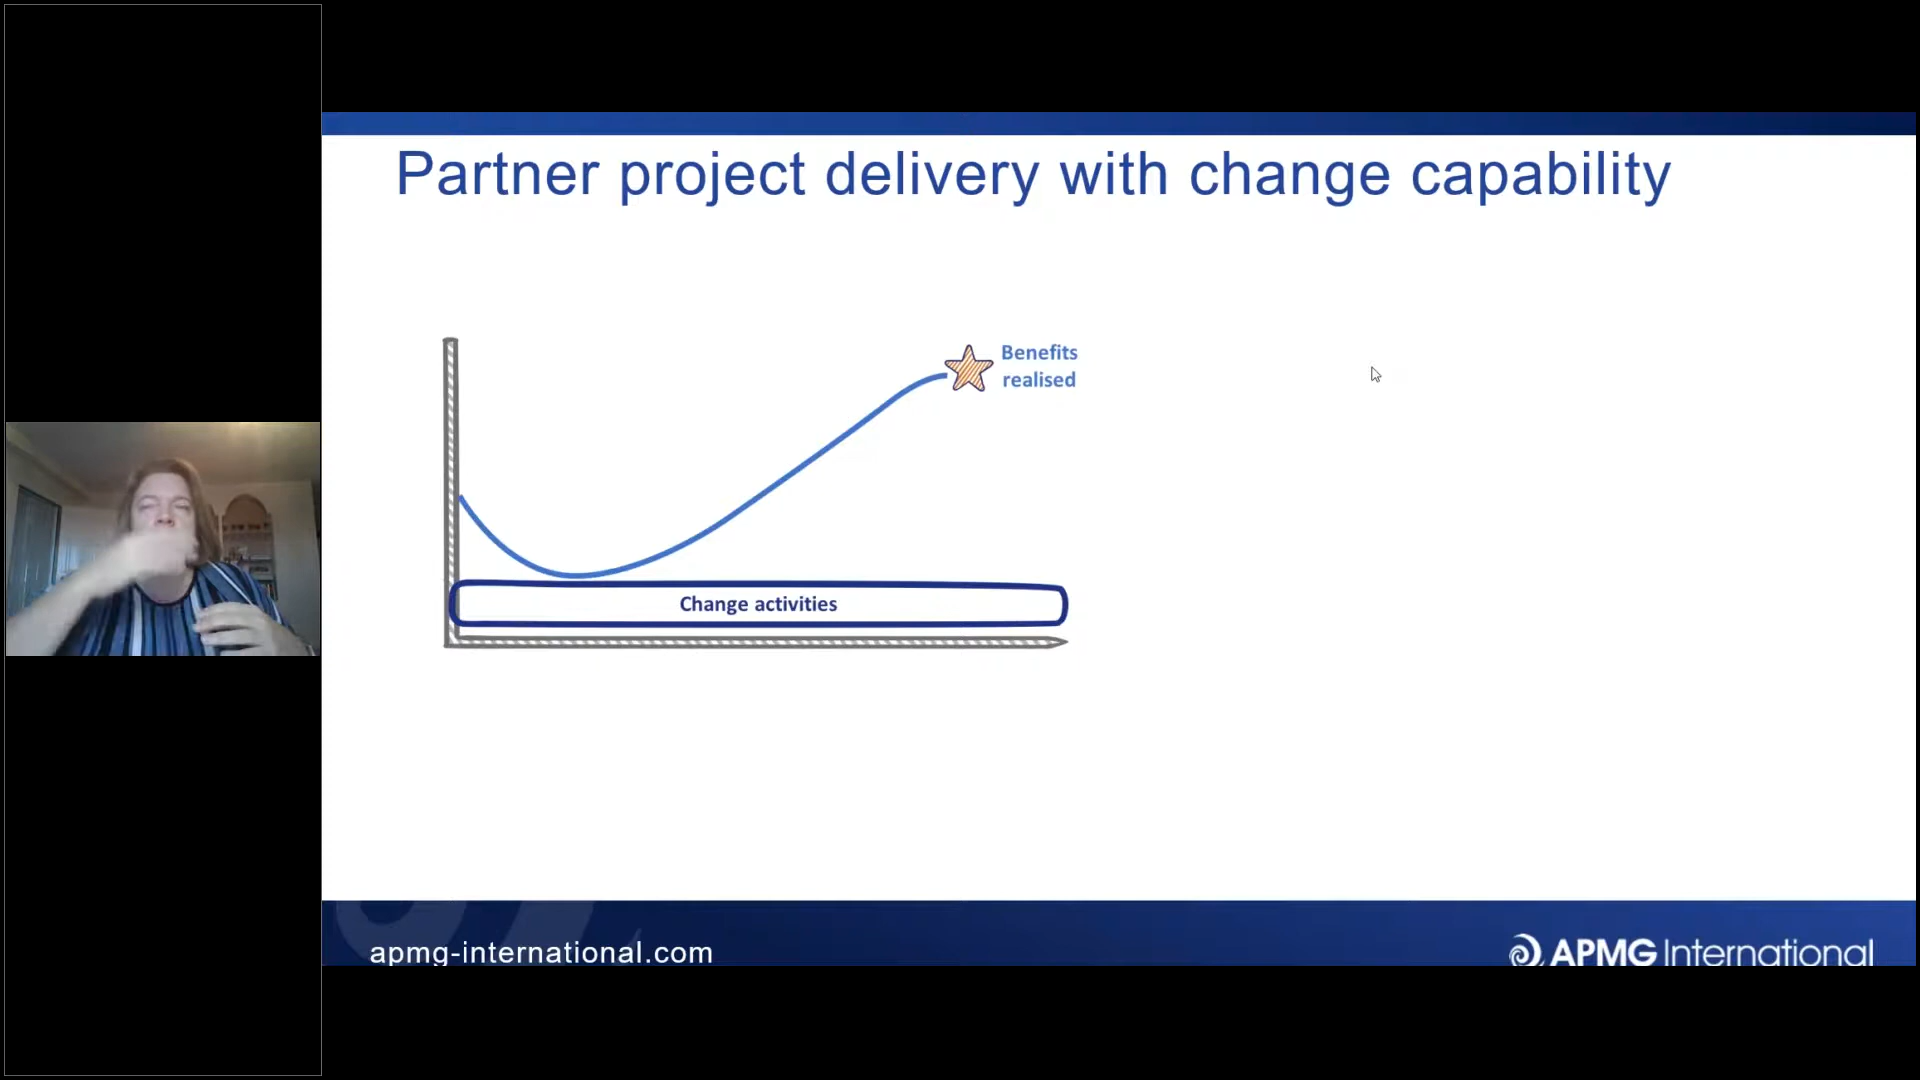 Partner project delivery with change capability
Benefits
realised
Change activities
apmg-international.com
APMG International